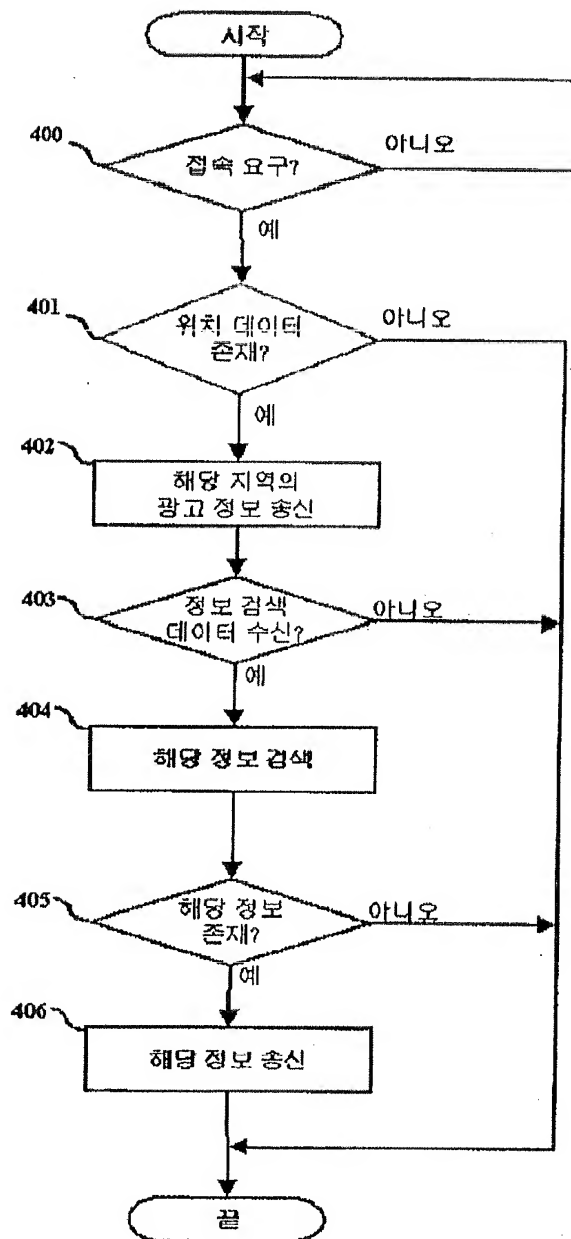 시작
400
접속 요구?
아니오
예
401
위치 데이터
존재?
아니오
예
402
해당 지역의
광고 정보 송신
403
정보 검색
데이터 수신?
아니오
예
404
해당 정보 검색
405
해당 정보
존재?
아니오
예
406
해당 정보 송신
끝